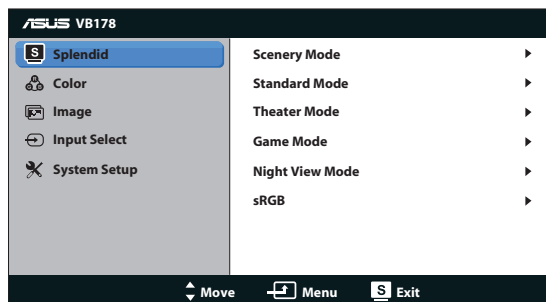 ASUS VB178
S Splendid
Color
Image
Input Select
System Setup
Scenery Mode
Standard Mode
Theater Mode
Game Mode
Night View Mode
sRGB
Move Menu S Exit